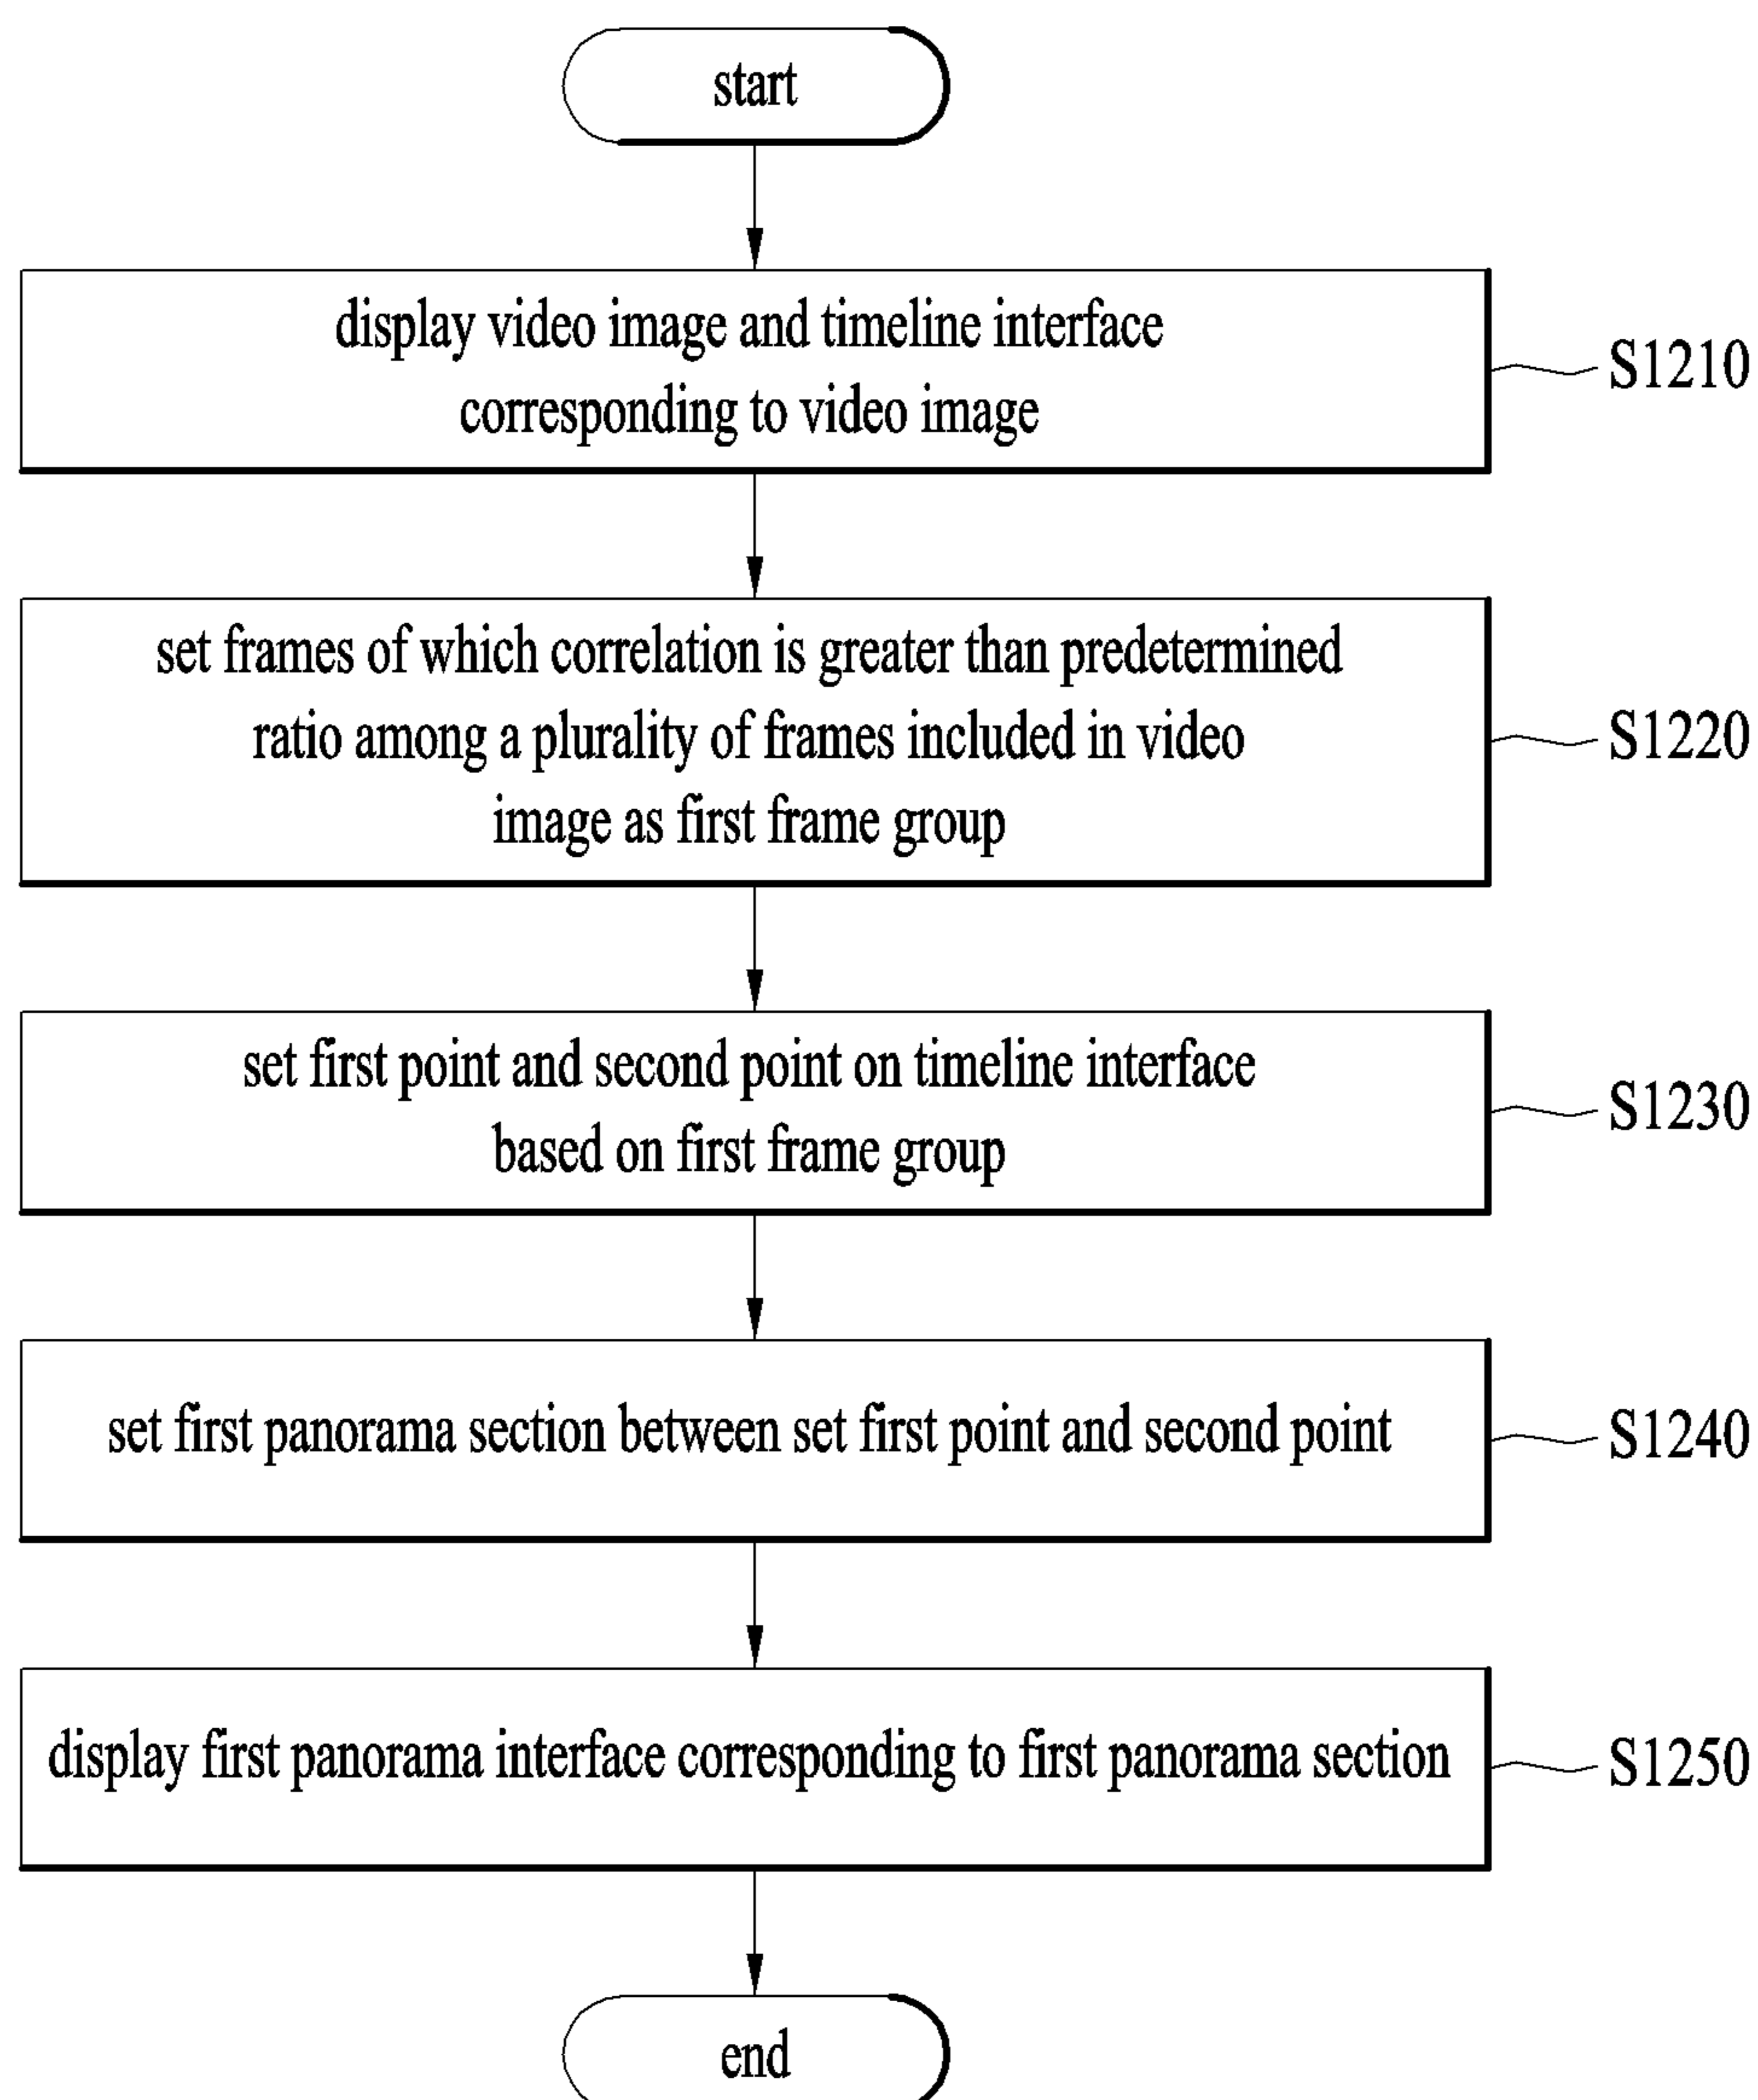 start
display video image and timeline interface
corresponding to video image
S1210
set frames of which correlation is greater than predetermined
ratio among a plurality of frames included in video
image as first frame group
S1220
set first point and second point on timeline interface
based on first frame group
S1230
set first panorama section between set first point and second point
S1240
display first panorama interface corresponding to first panorama section
S1250
end